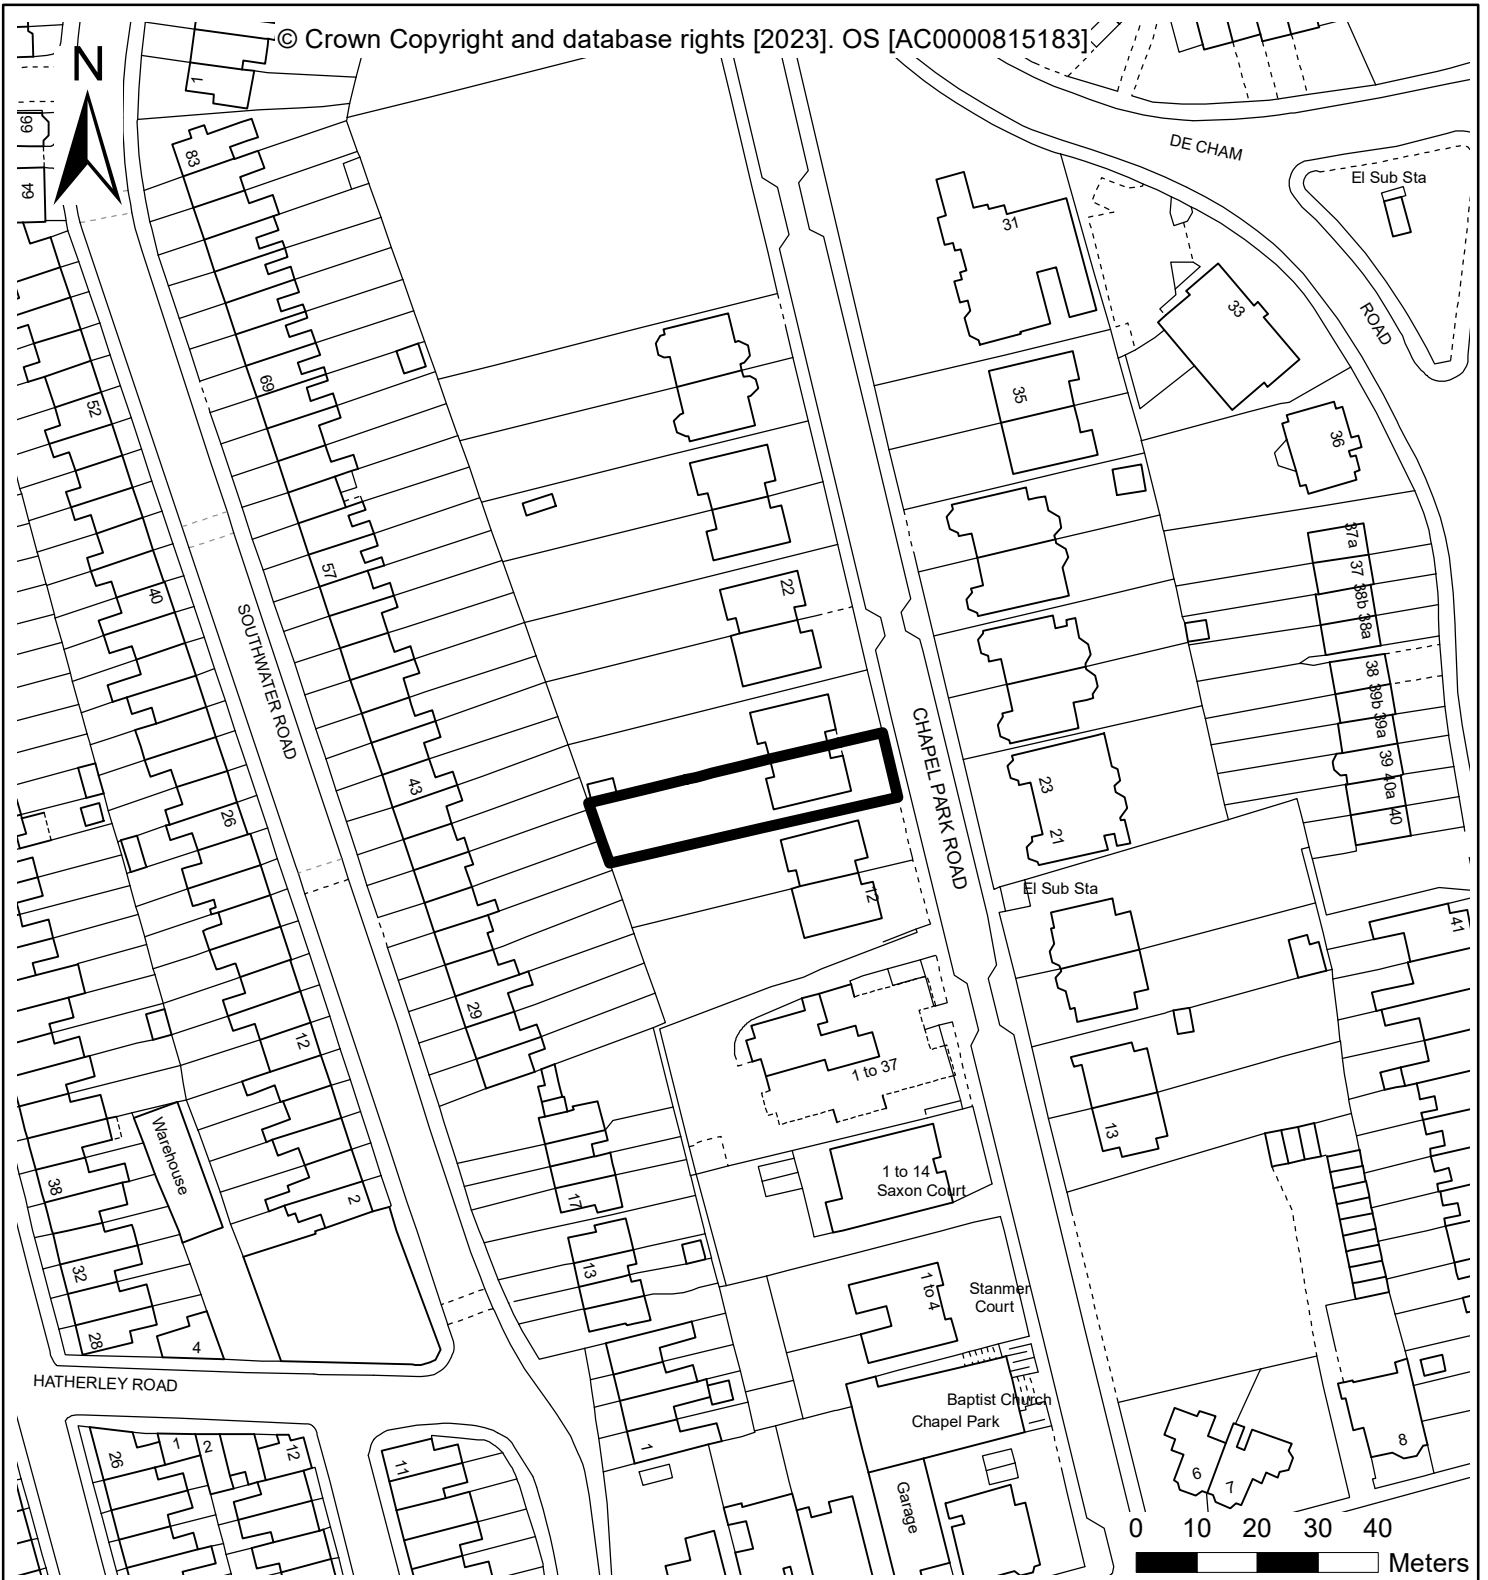 © Crown Copyright and database rights [2023]. OS [AC0000815183]
N
1
66
83
64
DE CHAM
El Sub Sta
31
33
ROAD
69
35
52
36
37a
37
38b
38a
57
22
40
SOUTHWATER ROAD
38
39b
39a
CHAPEL PARK ROAD
43
23
39
40a
26
21
40
El Sub Sta
12
41
29
12
1 to 37
13
Warehouse
1 to 14
Saxon Court
38
17
2
13
32
1 to 4
Stanmer
Court
28
4
HATHERLEY ROAD
Baptist Church
Chapel Park
26
1
2
12
11
1
8
6
7
Garage
0 10 20 30 40
Meters